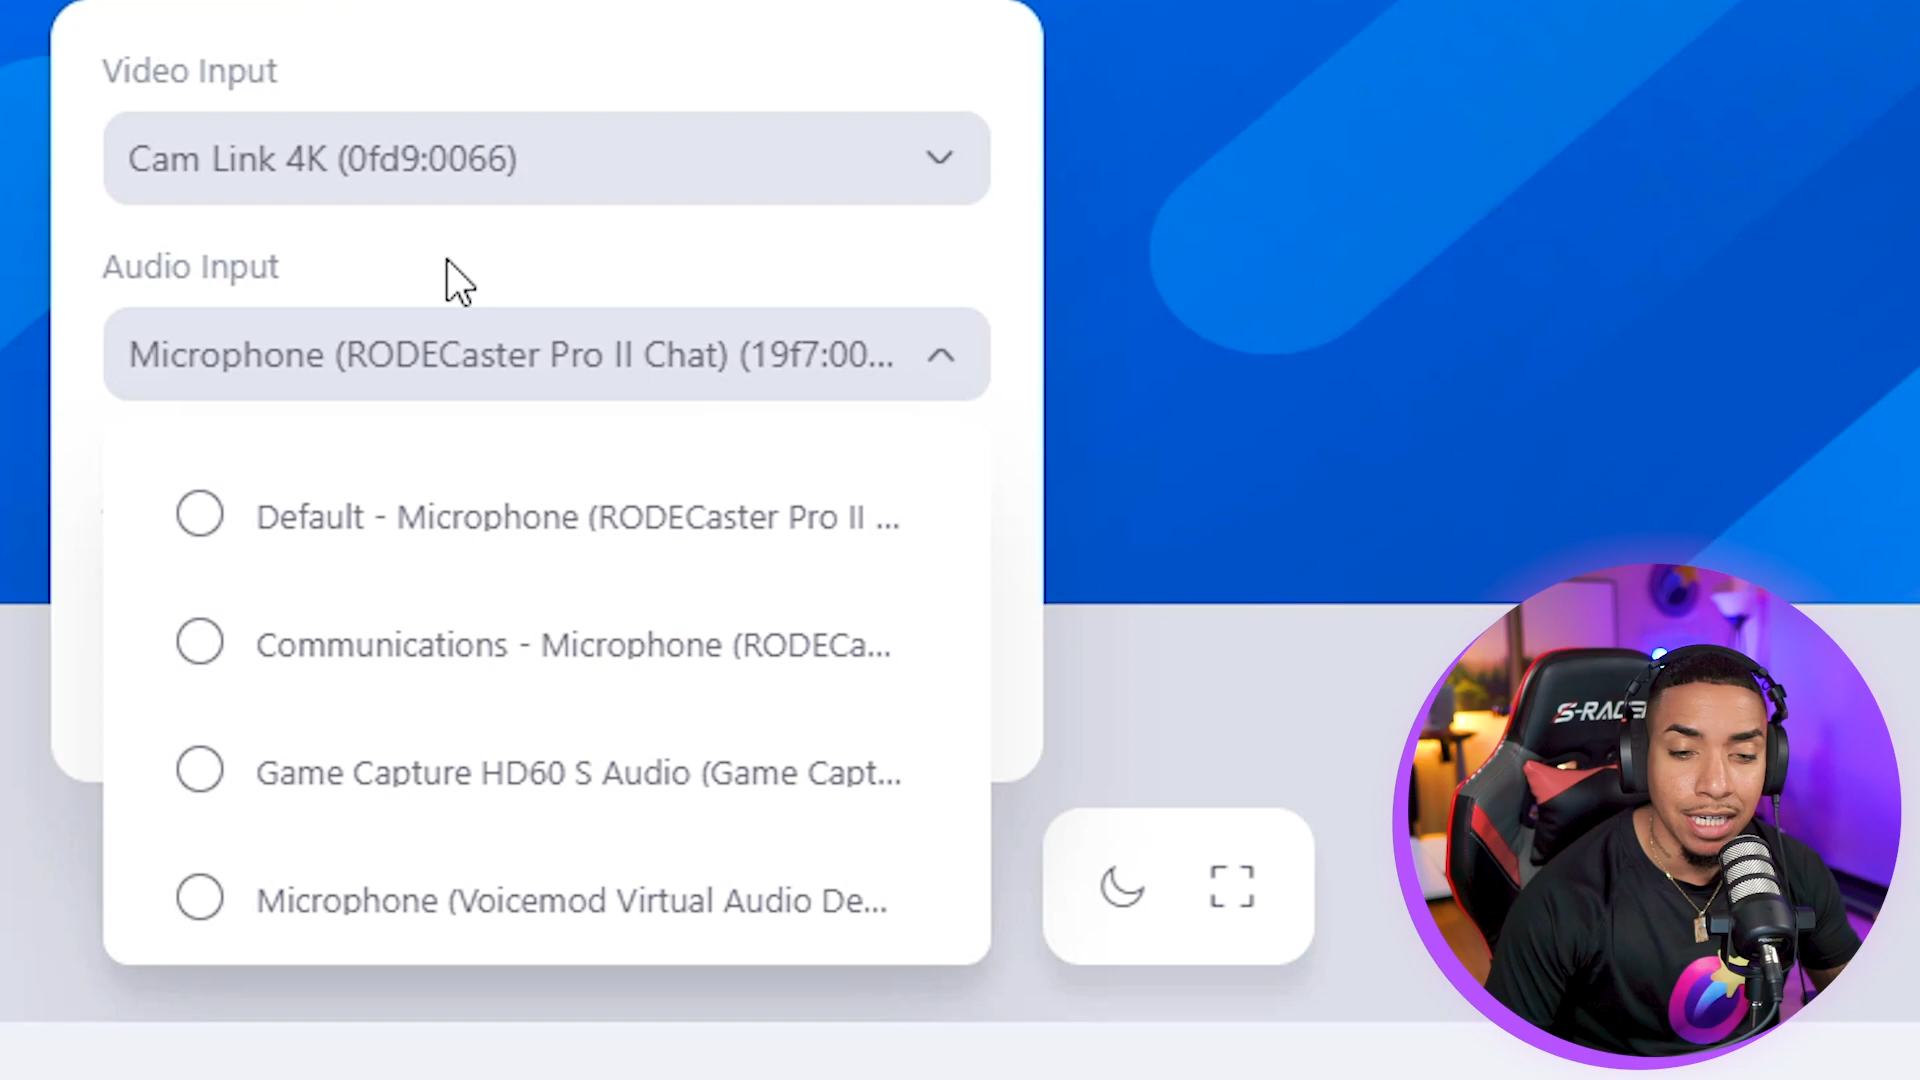 Video Input
Cam Link 4K (0fd9:0066)
Audio Input
Microphone (RODECaster Pro II Chat) (19f7:00...
Default - Microphone (RODECaster Pro II ...
Communications - Microphone (RODECa...
Game Capture HD60 S Audio (Game Capt...
Microphone (Voicemod Virtual Audio De...
S-RACER